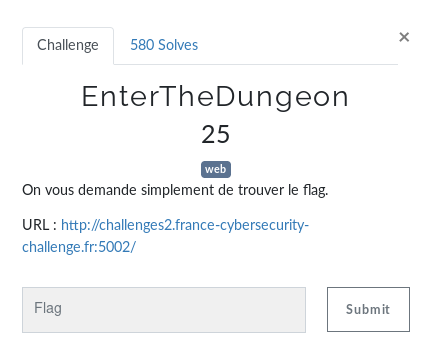 Challenge 580 Solves ×
EnterTheDungeon
25
web
On vous demande simplement de trouver le flag.
URL : http://challenges2.france-cybersecurity-
challenge.fr:5002/
Flag Submit